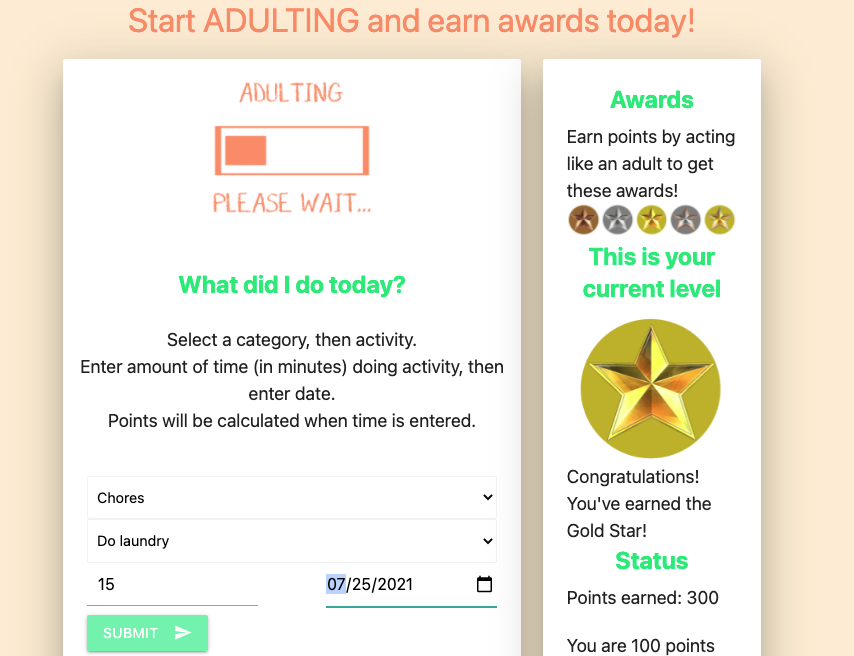 Start ADULTING and earn awards today!
ADULTING
PLEASE WAIT...
What did I do today?
Select a category, then activity.
Enter amount of time (in minutes) doing activity, then
enter date.
Points will be calculated when time is entered.
Chores
Do laundry
15
07/25/2021
SUBMIT
Awards
Earn points by acting
like an adult to get
these awards!
This is your
current level
Congratulations!
You've earned the
Gold Star!
Status
Points earned: 300
You are 100 points